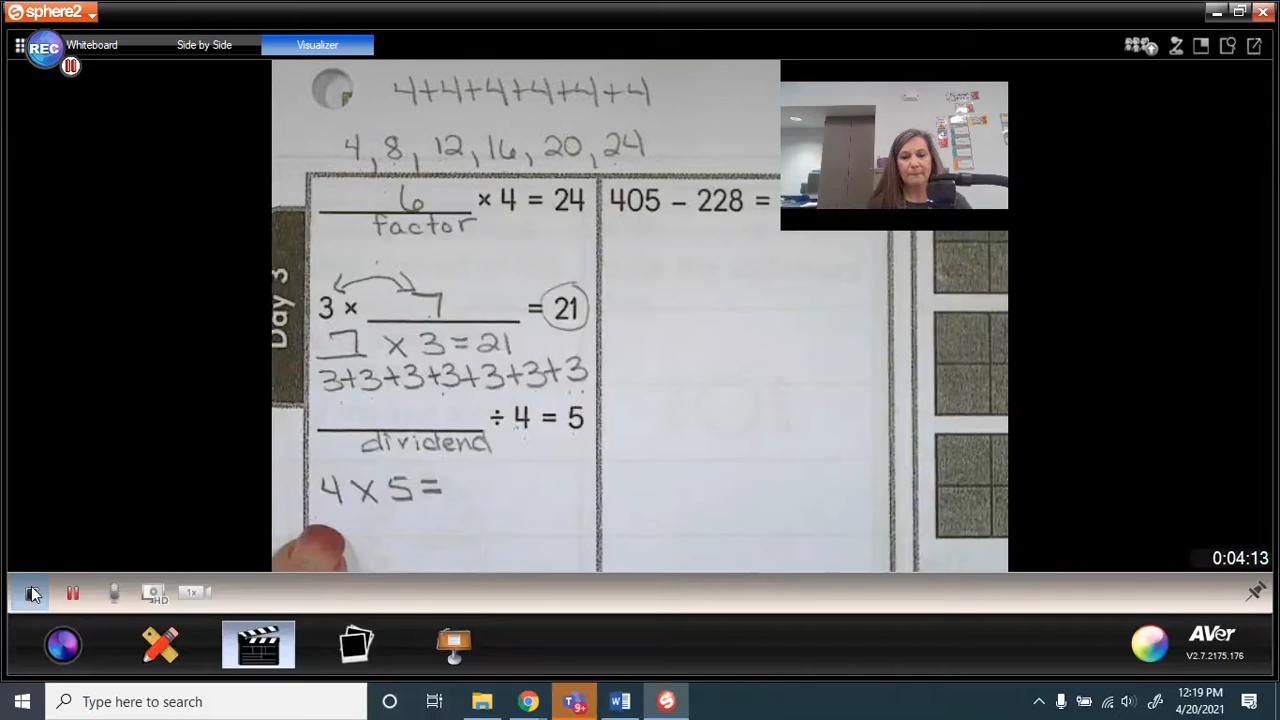 sphere2
REC
Whiteboard
Side by Side
Visualizer
4+4+4+4+4+4
4, 8, 12, 16, 20, 24
6 × 4 = 24
factor
405 – 228 =
Day 3
3 × 7 = 21
7 × 3 = 21
3+3+3+3+3+3+3
÷ 4 = 5
dividend
4 × 5 =
0:04:13
HD
1x
AVer
V2.7.2175.176
Type here to search
9+
12:19 PM
4/20/2021